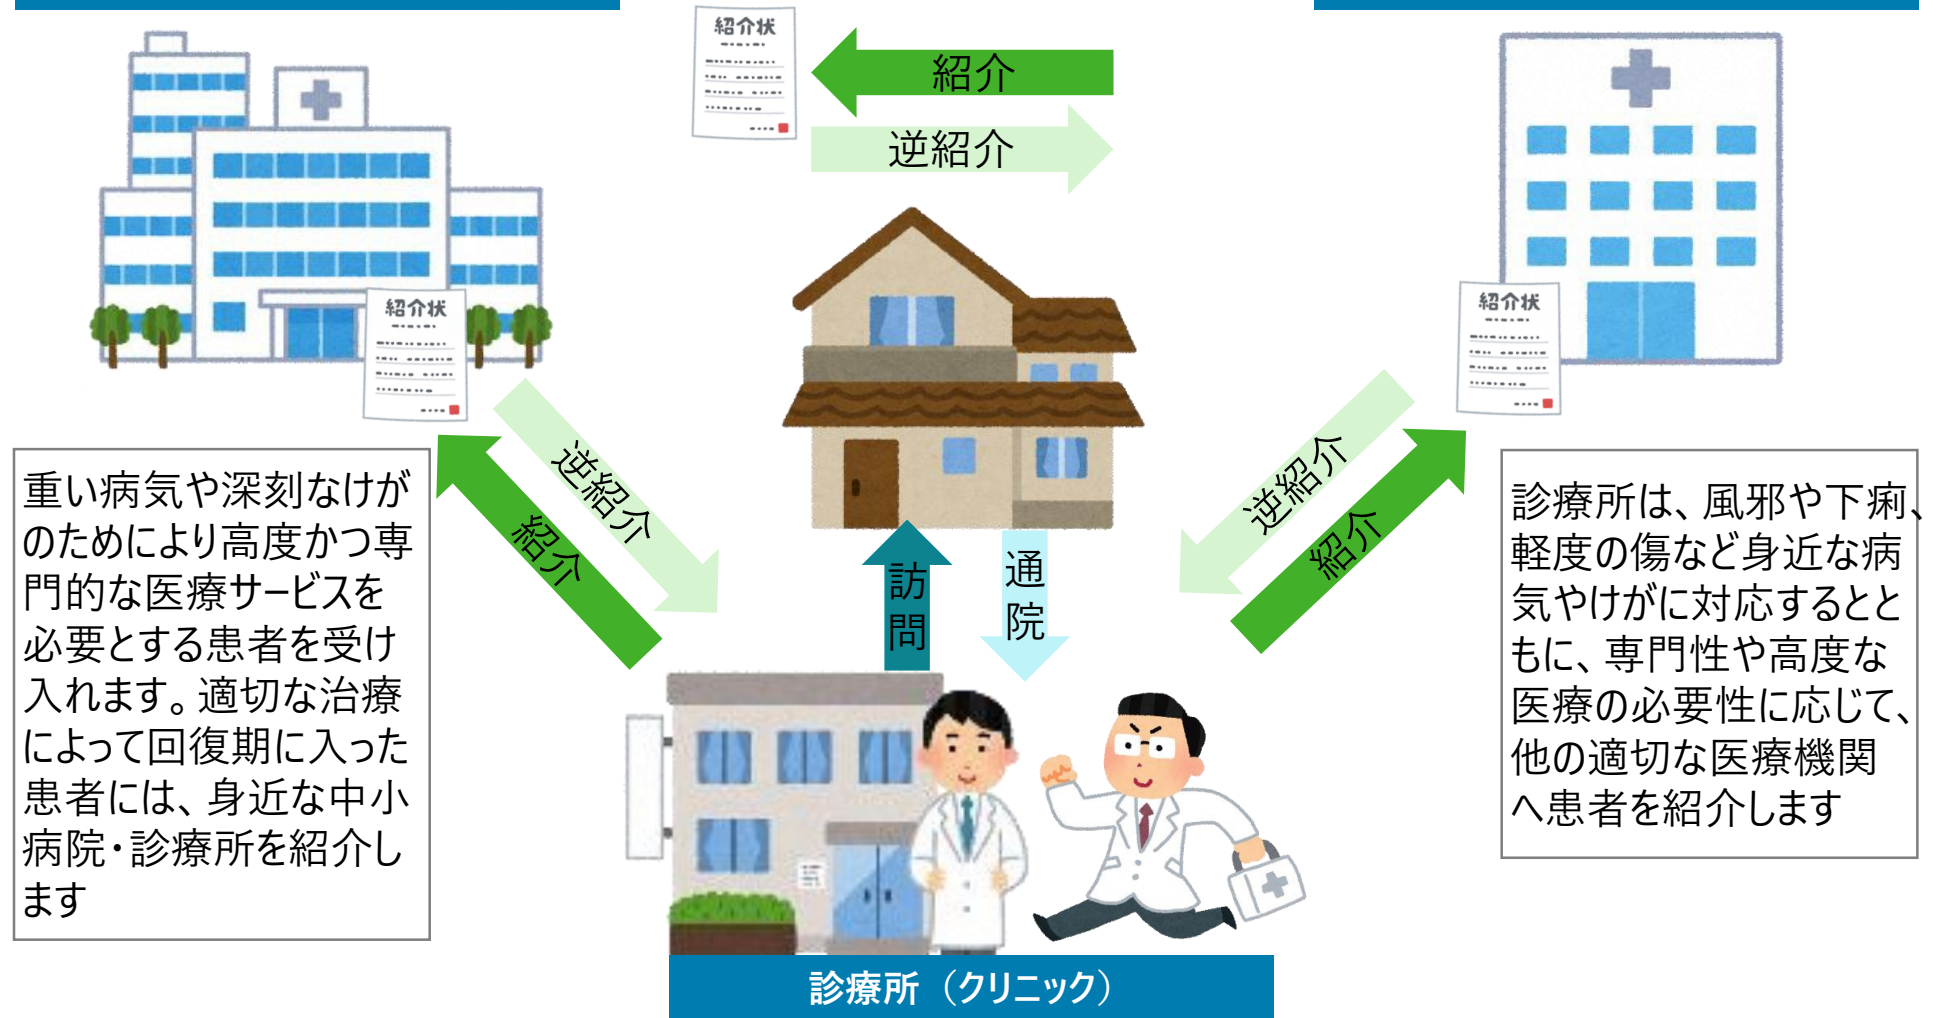 紹介状
紹介
逆紹介
紹介状
紹介状
逆紹介
紹介
逆紹介
紹介
訪問
通院
重い病気や深刻なけが
のためにより高度かつ専
門的な医療サービスを
必要とする患者を受け
入れます。適切な治療
によって回復期に入った
患者には、身近な中小
病院・診療所を紹介し
ます
診療所は、風邪や下痢、
軽度の傷など身近な病
気やけがに対応するとと
もに、専門性や高度な
医療の必要性に応じて、
他の適切な医療機関
へ患者を紹介します
診療所（クリニック）